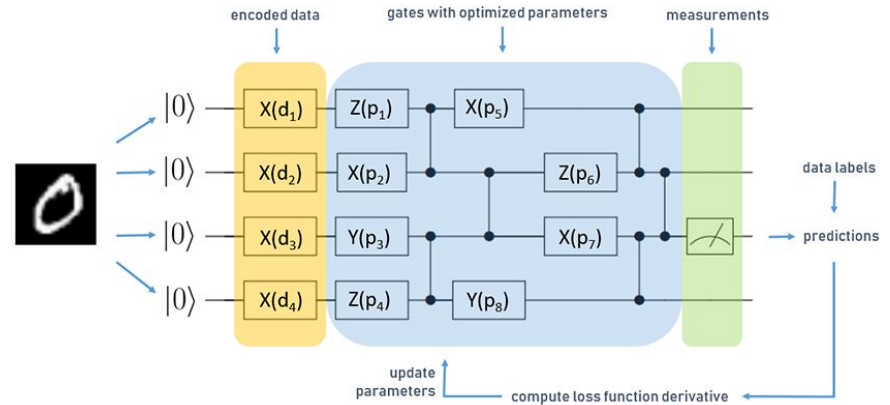 encoded data
gates with optimized parameters
measurements
|0⟩ X(d₁) Z(p₁) X(p₅)
|0⟩ X(d₂) X(p₂) Z(p₆)
data labels
|0⟩ X(d₃) Y(p₃) X(p₇)
predictions
|0⟩ X(d₄) Z(p₄) Y(p₈)
update
parameters
compute loss function derivative